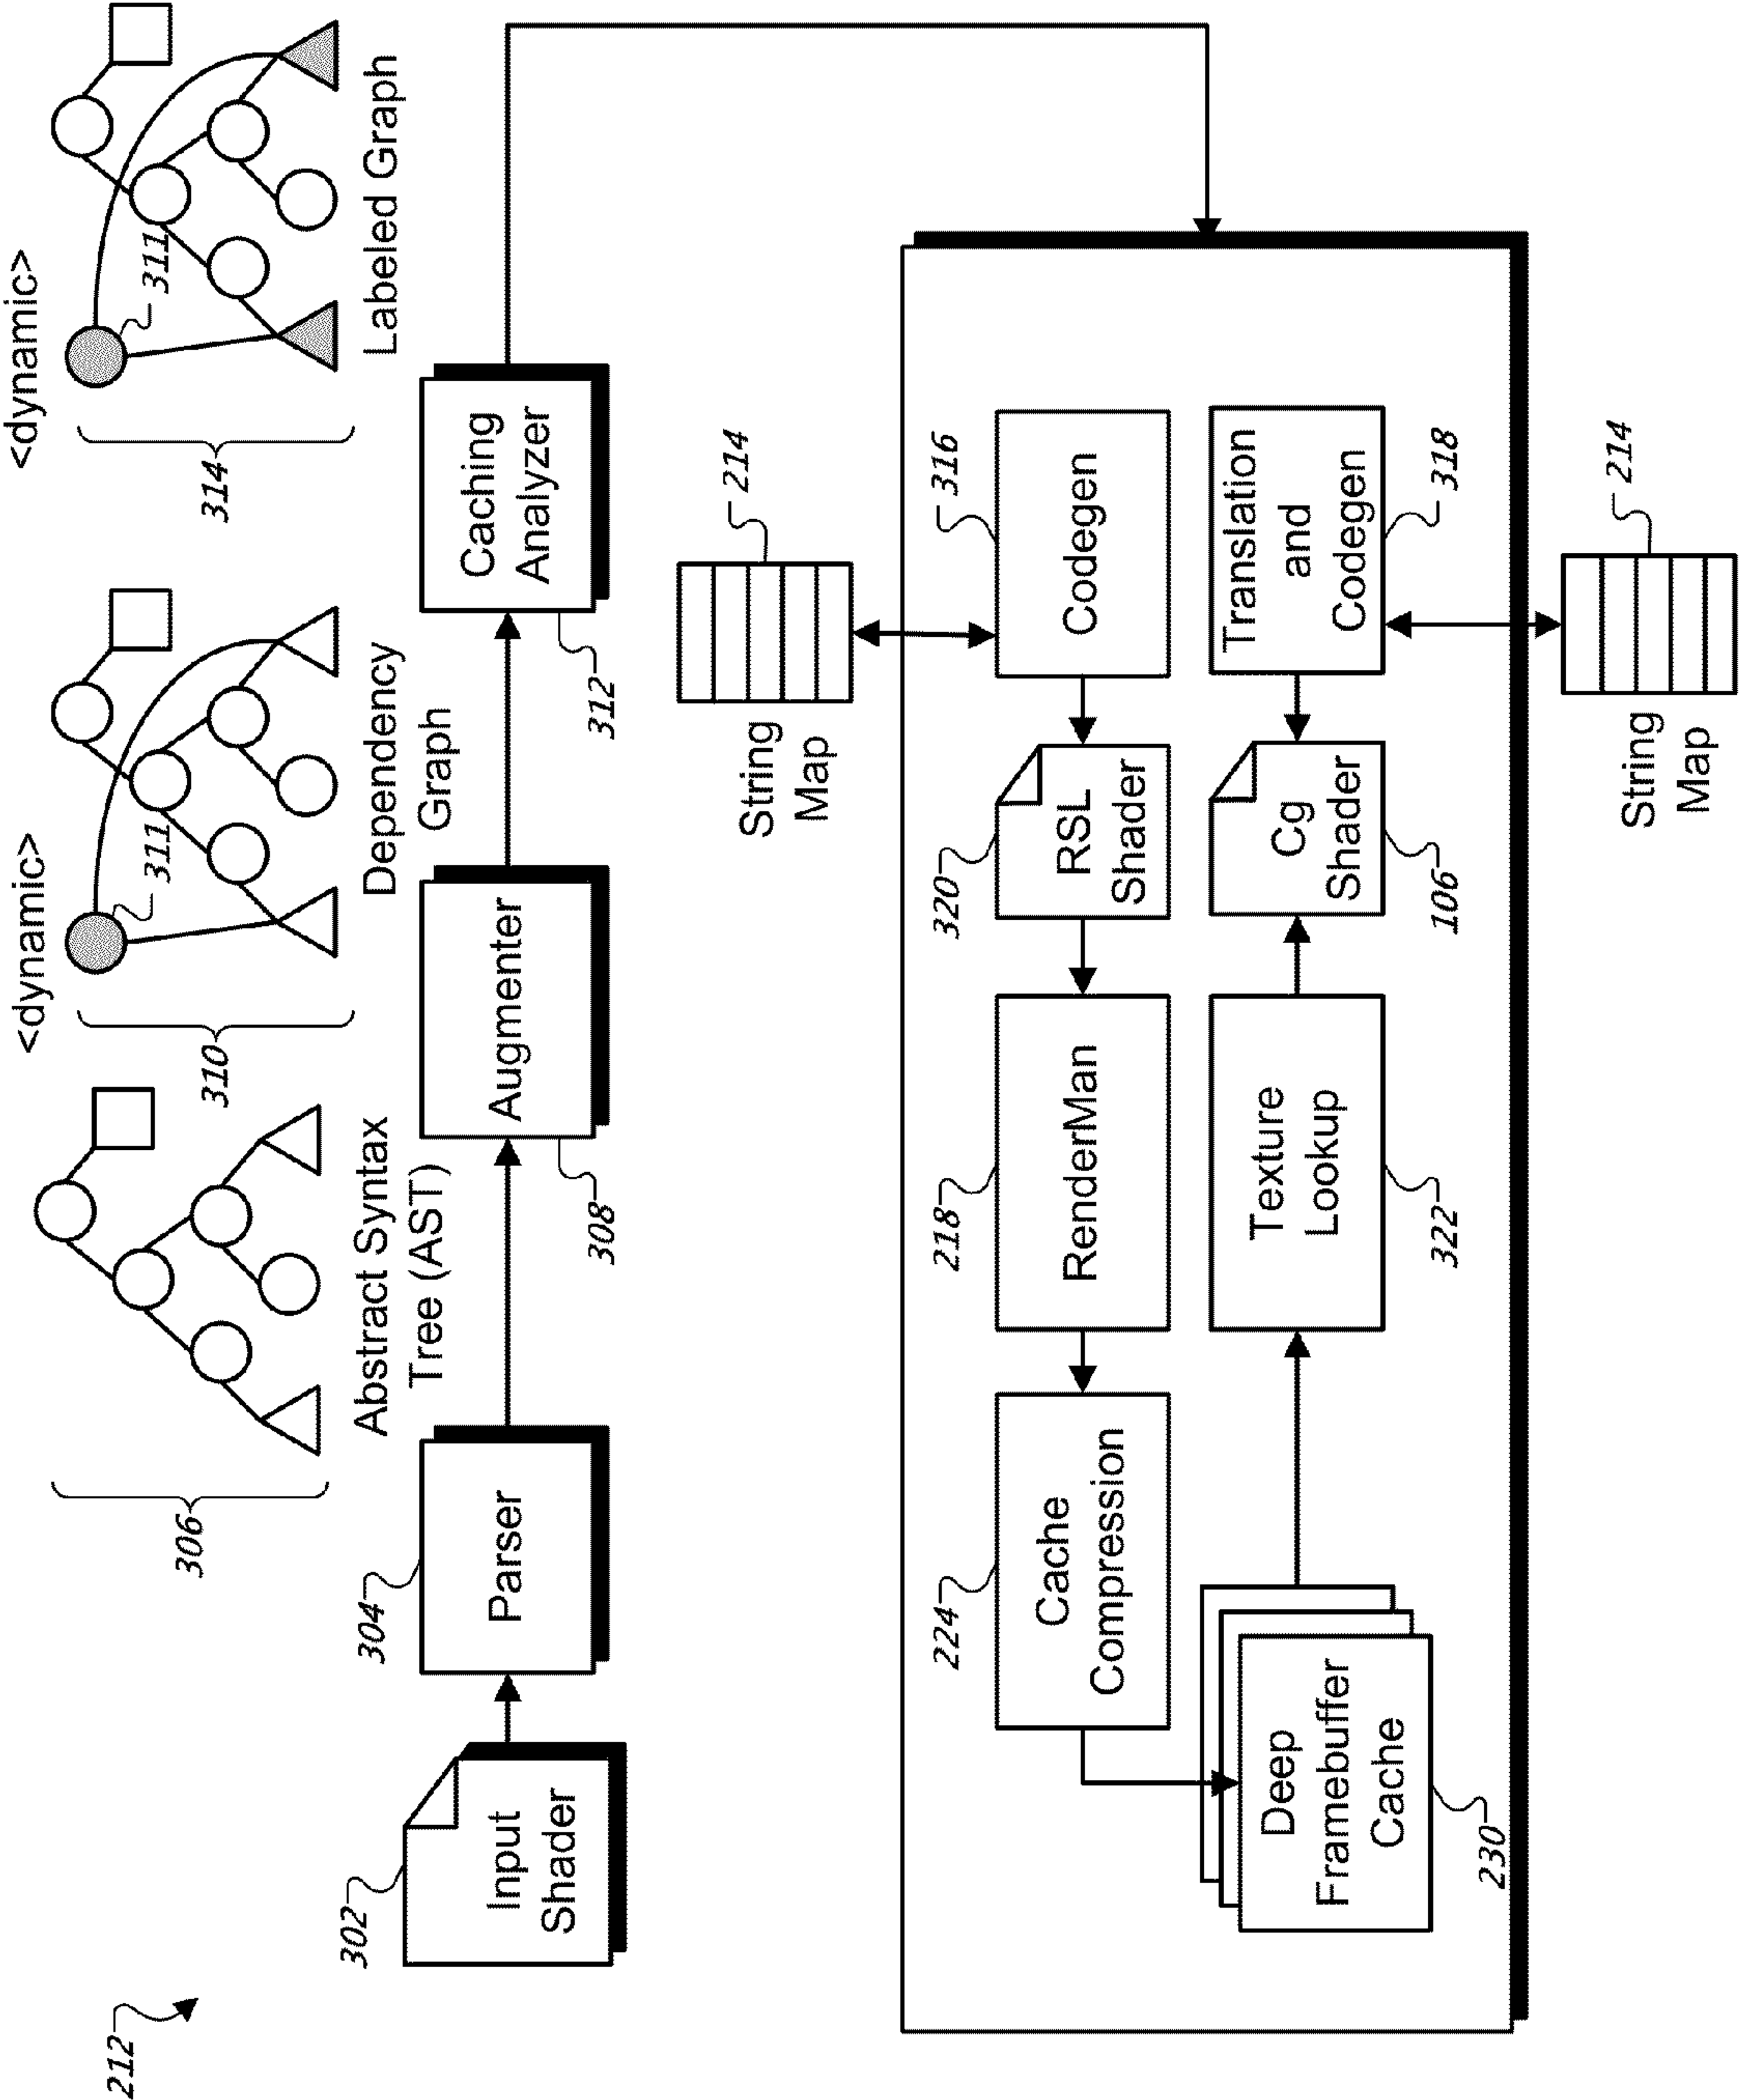 212
306
Abstract Syntax
Tree (AST)
<dynamic>
310
311
Dependency
Graph
<dynamic>
314
311
Labeled Graph
302
Input
Shader
304
Parser
308
Augmenter
312
Caching
Analyzer
String
Map
214
224
Cache
Compression
218
RenderMan
320
RSL
Shader
316
Codegen
Deep
Framebuffer
Cache
230
Texture
Lookup
322
Cg
Shader
106
Translation
and
Codegen
318
String
Map
214